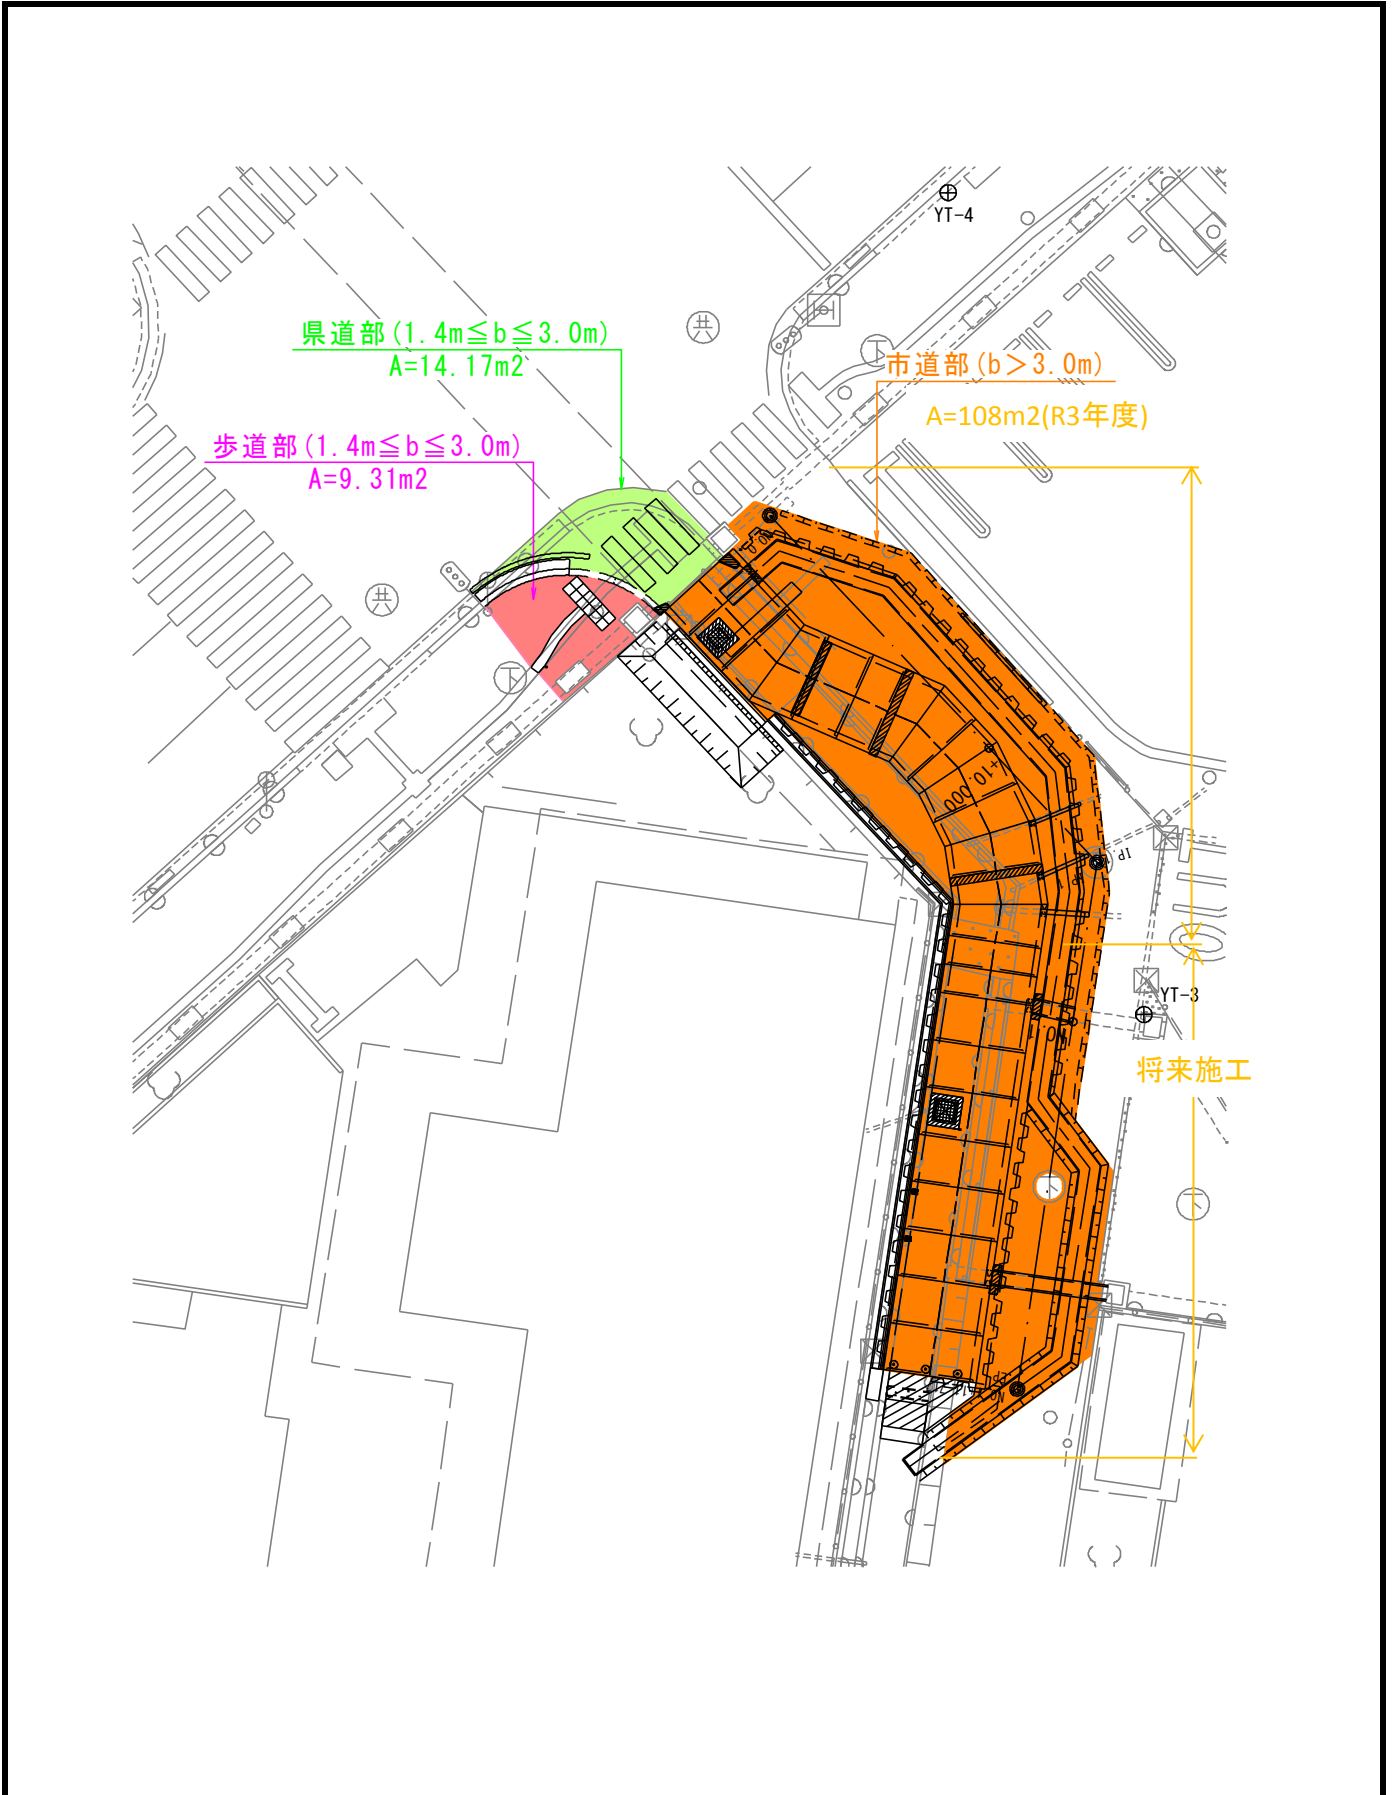 YT-4
共
県道部(1.4m≦b≦3.0m)
A=14.17m2
市道部(b＞3.0m)
A=108m2(R3年度)
歩道部(1.4m≦b≦3.0m)
A=9.31m2
共
下
+10.000
YT-3
将来施工
下